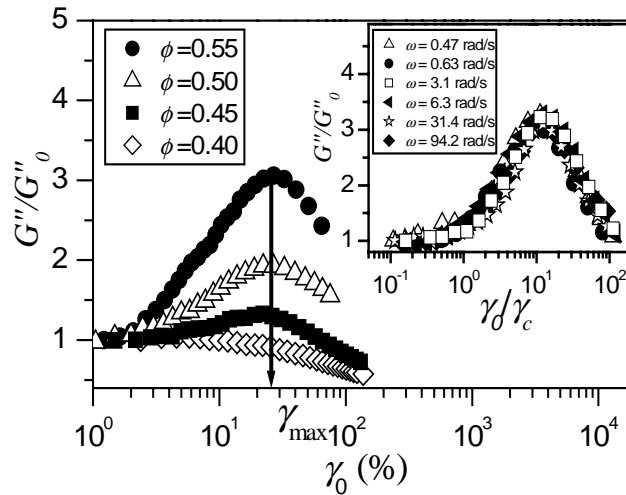 5
4
3
2
1
G''/G''₀
ϕ=0.55
ϕ=0.50
ϕ=0.45
ϕ=0.40
4
3
2
1
G''/G''₀
ω = 0.47 rad/s
ω = 0.63 rad/s
ω = 3.1 rad/s
ω = 6.3 rad/s
ω = 31.4 rad/s
ω = 94.2 rad/s
10⁻¹ 10⁰ 10¹ 10²
γ₀/γ_c
γ_max
10⁰ 10¹ 10² 10³ 10⁴
γ₀ (%)